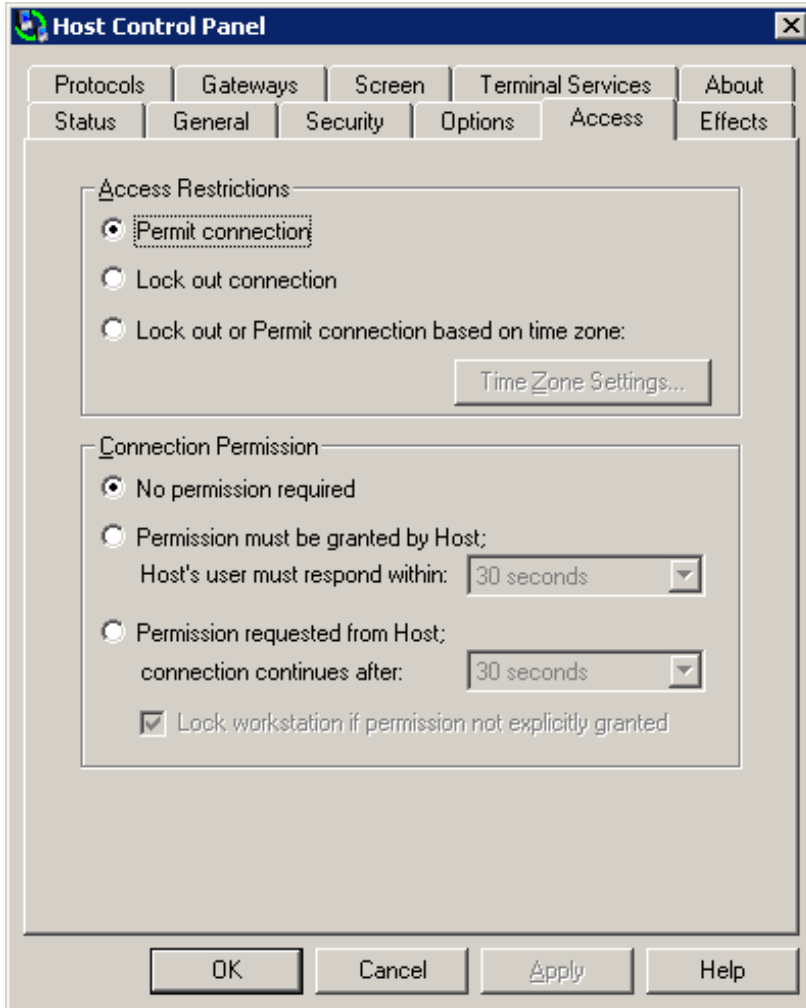 Host Control Panel
Protocols Gateways Screen Terminal Services About
Status General Security Options Access Effects
Access Restrictions
Permit connection
Lock out connection
Lock out or Permit connection based on time zone:
Time Zone Settings...
Connection Permission
No permission required
Permission must be granted by Host;
Host's user must respond within: 30 seconds
Permission requested from Host;
connection continues after: 30 seconds
Lock workstation if permission not explicitly granted
OK Cancel Apply Help